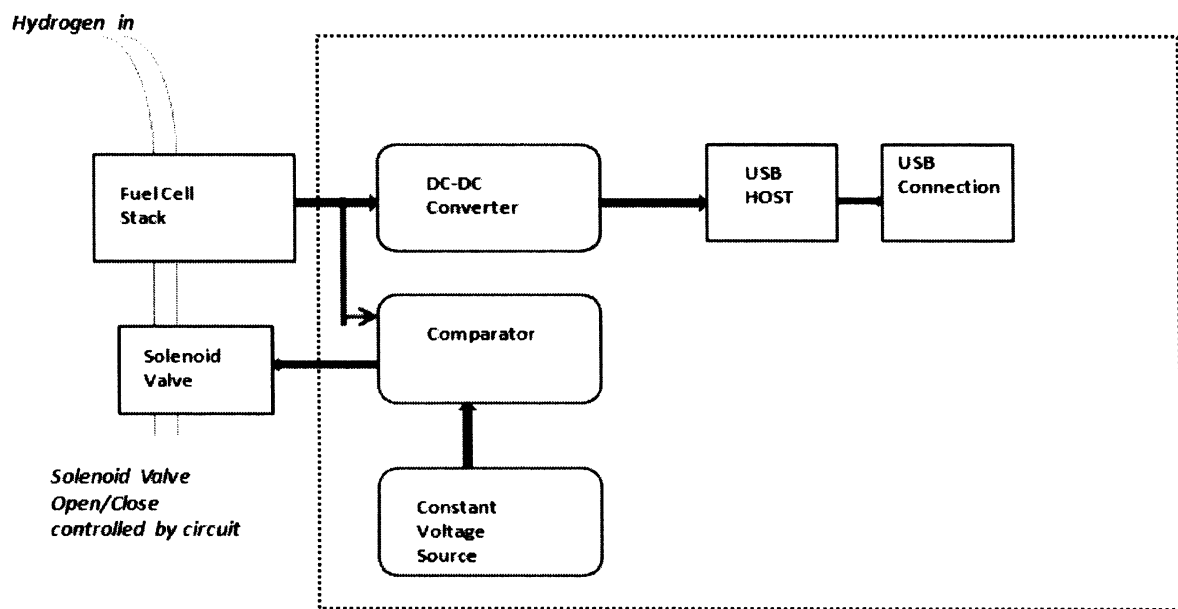 Hydrogen in
Fuel Cell
Stack
DC-DC
Converter
USB
HOST
USB
Connection
Comparator
Solenoid
Valve
Solenoid Valve
Open/Close
controlled by circuit
Constant
Voltage
Source